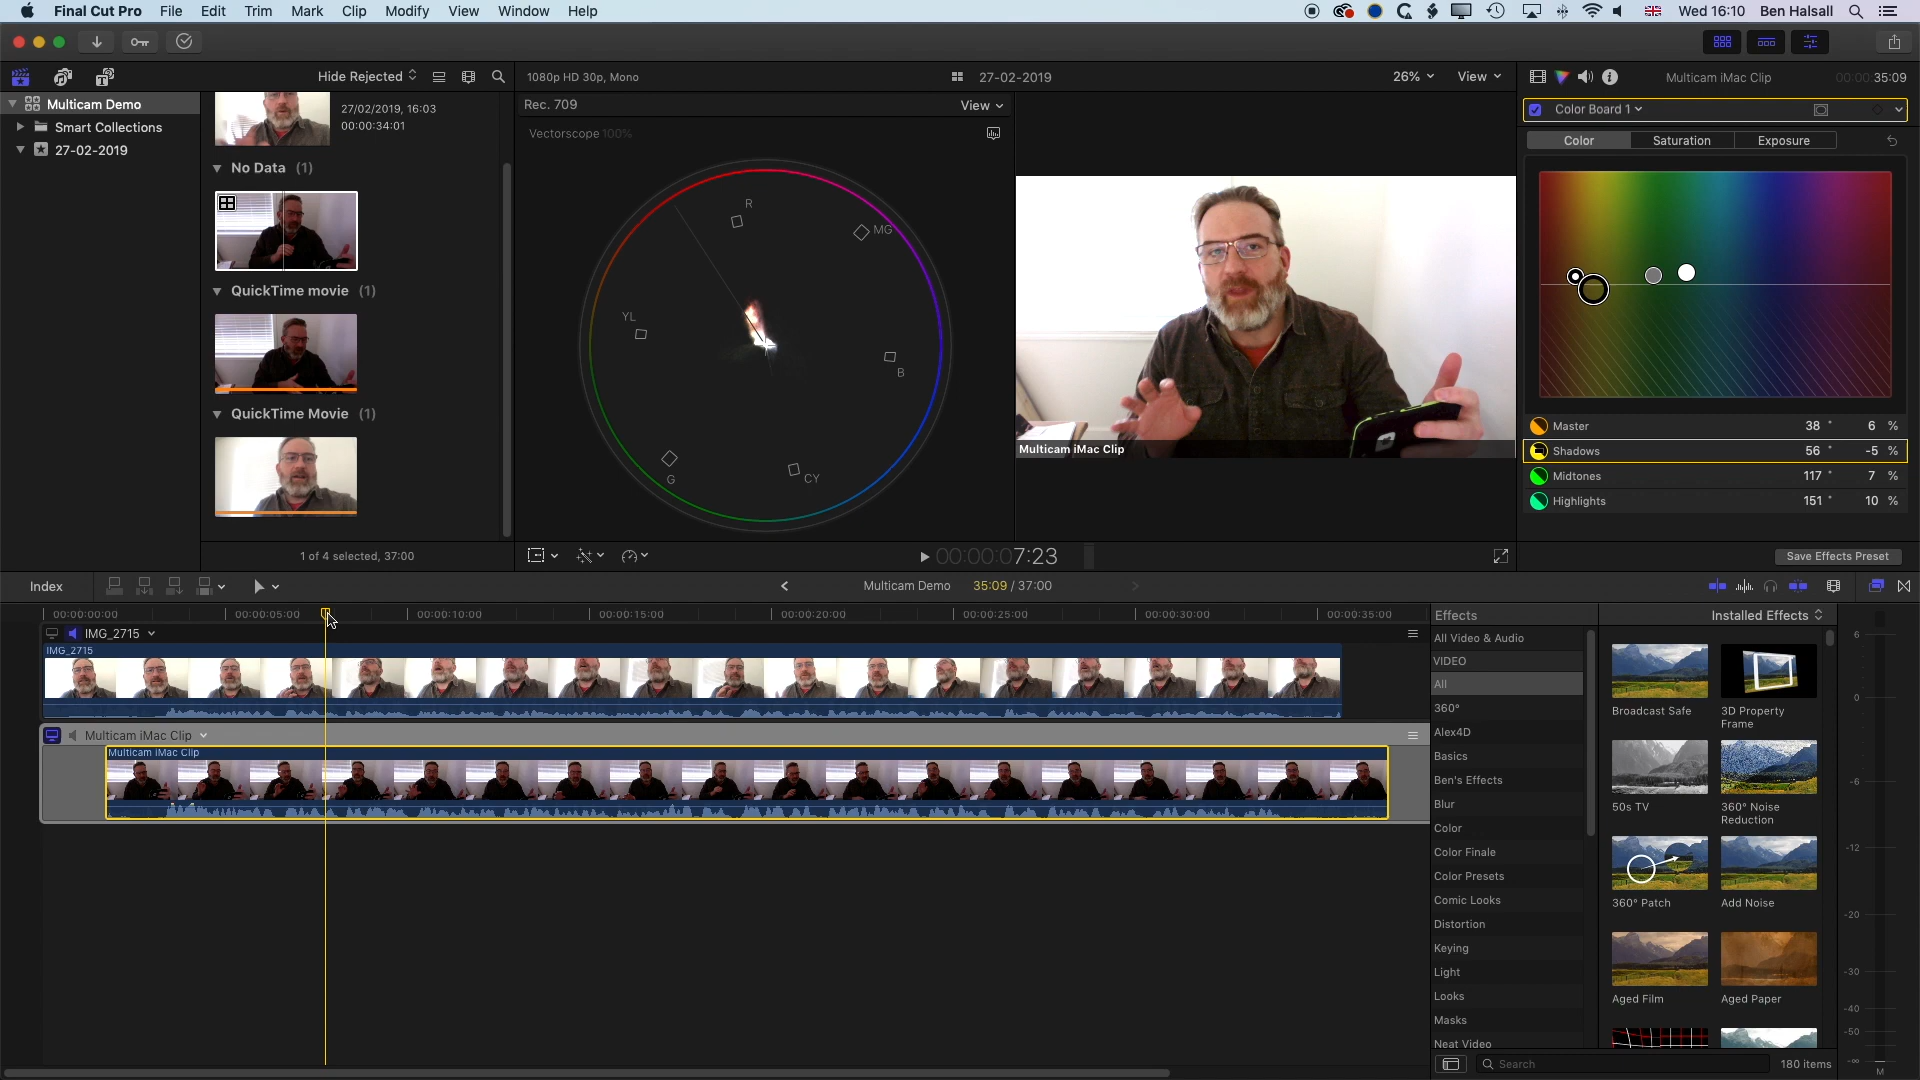 Final Cut Pro File Edit Trim Mark Clip Modify View Window Help
Wed 16:10 Ben Halsall
Hide Rejected
1080p HD 30p, Mono
27-02-2019
26%
View
Multicam iMac Clip
00:00:35:09
Multicam Demo
Smart Collections
27-02-2019
27/02/2019, 16:03
00:00:34:01
No Data (1)
QuickTime movie (1)
QuickTime Movie (1)
1 of 4 selected, 37:00
Rec. 709
View
Vectorscope 100%
R
MG
YL
B
G
CY
Multicam iMac Clip
00:00:07:23
Color Board 1
Color Saturation Exposure
Master 38 ° 6 %
Shadows 56 ° -5 %
Midtones 117 ° 7 %
Highlights 151 ° 10 %
Save Effects Preset
Index
Multicam Demo 35:09 / 37:00
00:00:00:00 00:00:05:00 00:00:10:00 00:00:15:00 00:00:20:00 00:00:25:00 00:00:30:00 00:00:35:00
IMG_2715
IMG_2715
Multicam iMac Clip
Multicam iMac Clip
Effects
Installed Effects
All Video & Audio
VIDEO
All
360°
Alex4D
Basics
Ben's Effects
Blur
Color
Color Finale
Color Presets
Comic Looks
Distortion
Keying
Light
Looks
Masks
Neat Video
Broadcast Safe
3D Property
Frame
50s TV
360° Noise
Reduction
360° Patch
Add Noise
Aged Film
Aged Paper
Search
180 items
6
0
-6
-12
-20
-30
-40
-50
-∞
M